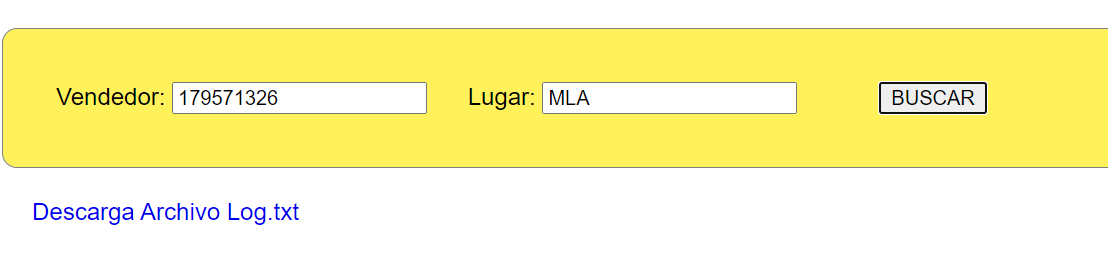 Vendedor: 179571326 Lugar: MLA BUSCAR
Descarga Archivo Log.txt